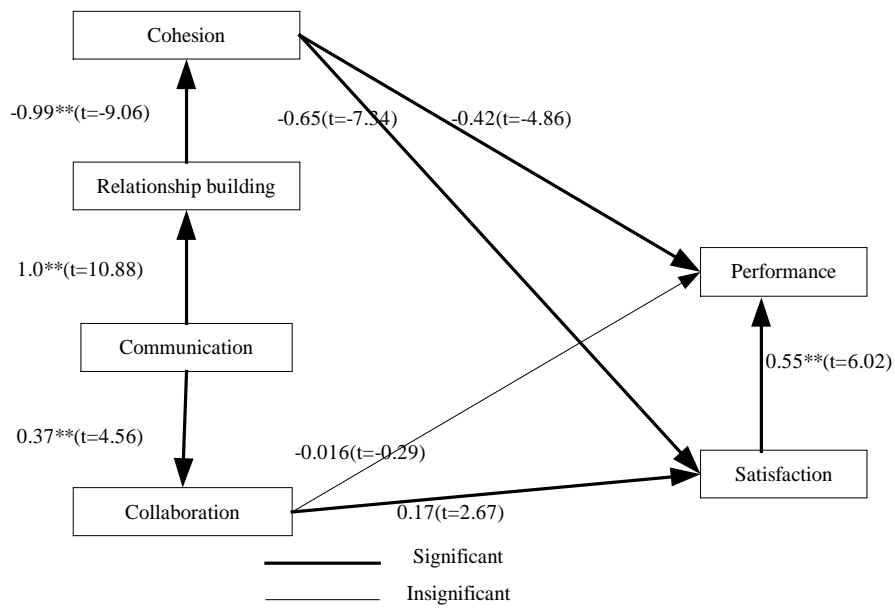 Cohesion
-0.99**(t=-9.06)
-0.65(t=-7.34)
-0.42(t=-4.86)
Relationship building
1.0**(t=10.88)
Performance
Communication
0.55**(t=6.02)
0.37**(t=4.56)
-0.016(t=-0.29)
Satisfaction
Collaboration
0.17(t=2.67)
Significant
Insignificant